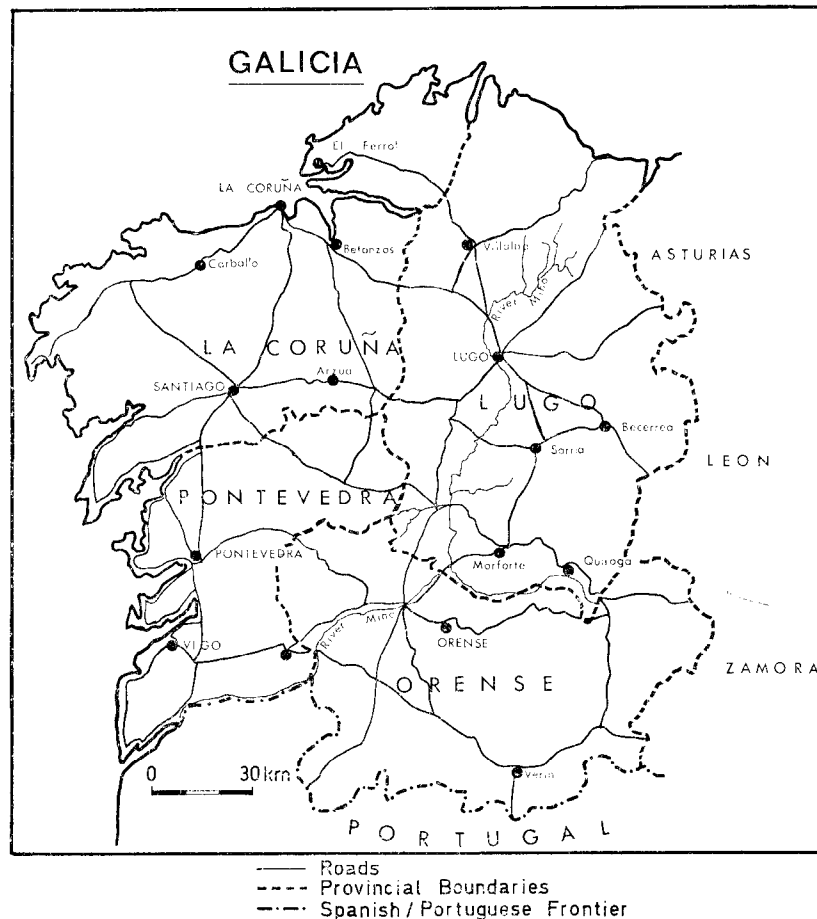 GALICIA
El Ferrol
LA CORUÑA
Betanzos
Villalba
Carballo
ASTURIAS
River Miño
LA CORUÑA
LUGO
SANTIAGO
Arzua
LUGO
Becerrea
Sarria
LEON
PONTEVEDRA
PONTEVEDRA
Monforte
Quiroga
River Miño
ORENSE
VIGO
ZAMORA
ORENSE
0 30km
Verin
PORTUGAL
Roads
Provincial Boundaries
Spanish/Portuguese Frontier